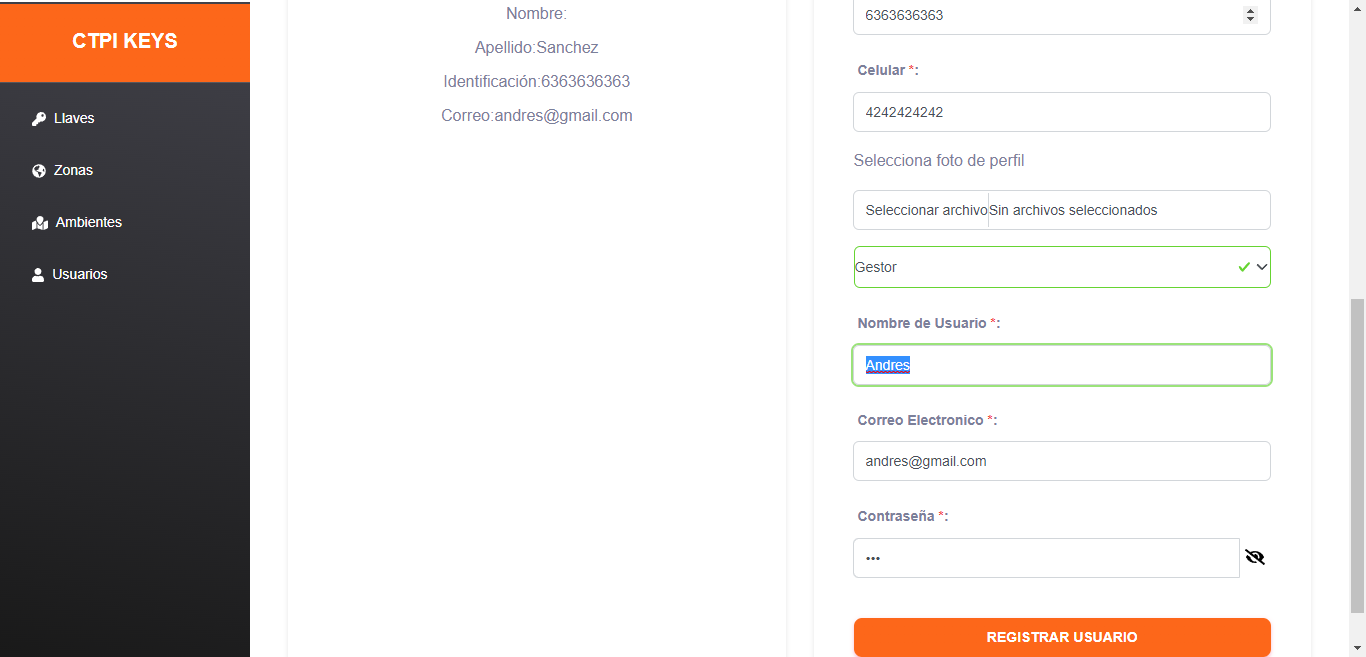 CTPI KEYS
Llaves
Zonas
Ambientes
Usuarios
Nombre:
Apellido:Sanchez
Identificación:6363636363
Correo:andres@gmail.com
6363636363
Celular *:
4242424242
Selecciona foto de perfil
Seleccionar archivo Sin archivos seleccionados
Gestor
Nombre de Usuario *:
Andres
Correo Electronico *:
andres@gmail.com
Contraseña *:
•••
REGISTRAR USUARIO